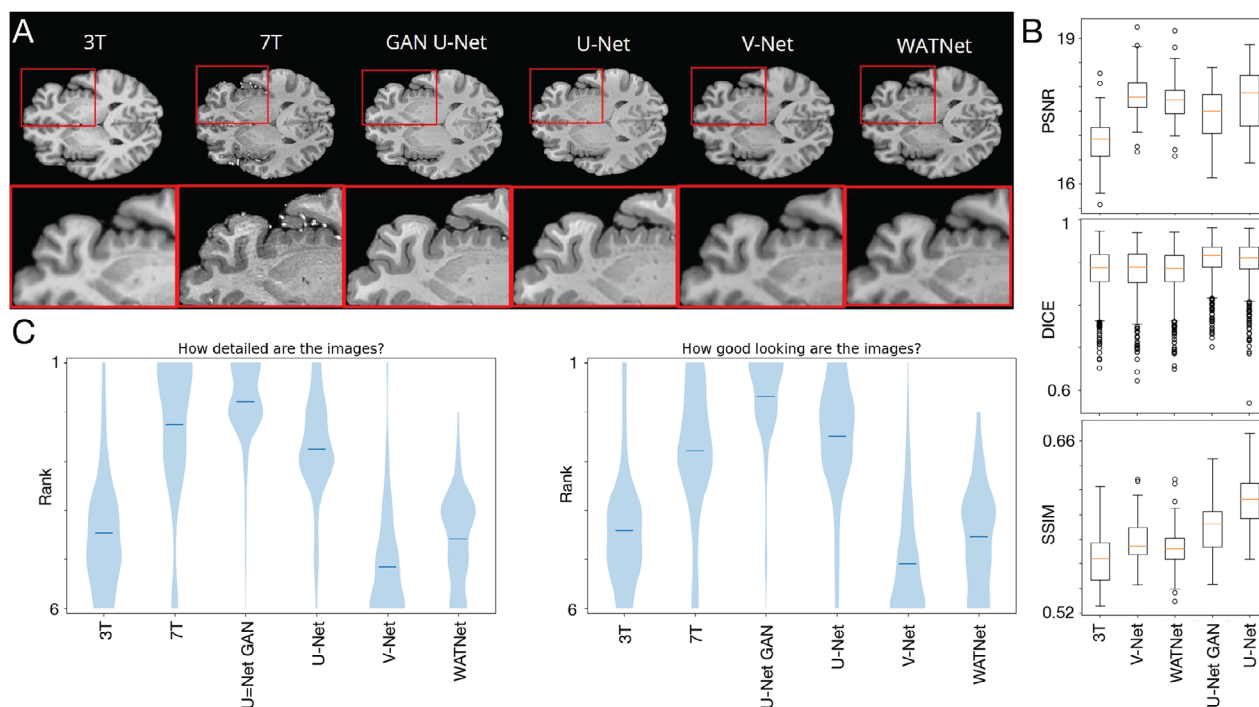 A
3T
7T
GAN U-Net
U-Net
V-Net
WATNet
B
19
PSNR
16
1
DICE
0.6
0.66
SSIM
0.52
3T
V-Net
WATNet
U-Net GAN
U-Net
C
How detailed are the images?
1
Rank
6
3T
7T
U=Net GAN
U-Net
V-Net
WATNet
How good looking are the images?
1
Rank
6
3T
7T
U-Net GAN
U-Net
V-Net
WATNet